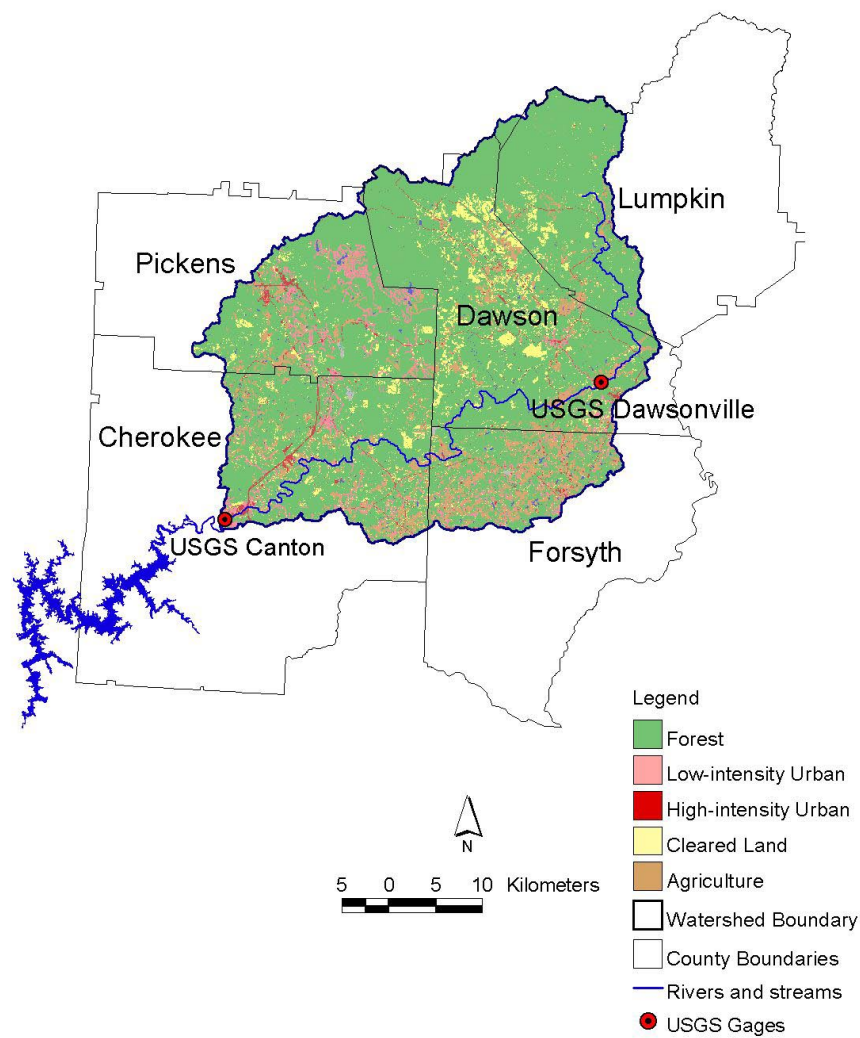 Lumpkin
Pickens
Dawson
USGS Dawsonville
Cherokee
USGS Canton
Forsyth
Legend
Forest
Low-intensity Urban
High-intensity Urban
Cleared Land
Agriculture
Watershed Boundary
County Boundaries
Rivers and streams
USGS Gages
N
5 0 5 10 Kilometers